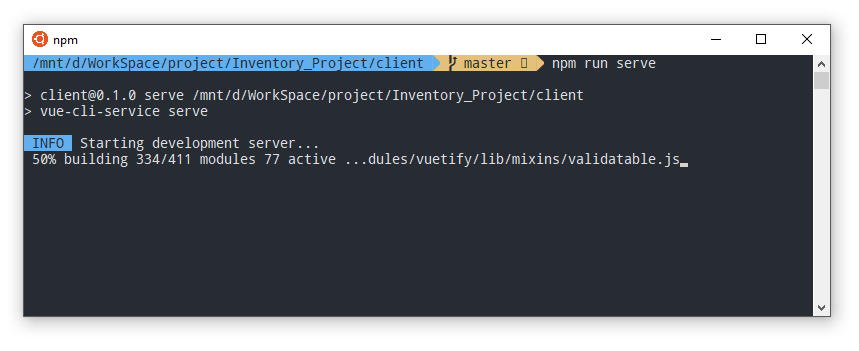 npm
/mnt/d/WorkSpace/project/Inventory_Project/client master npm run serve
> client@0.1.0 serve /mnt/d/WorkSpace/project/Inventory_Project/client
> vue-cli-service serve
INFO Starting development server...
50% building 334/411 modules 77 active ...dules/vuetify/lib/mixins/validatable.js